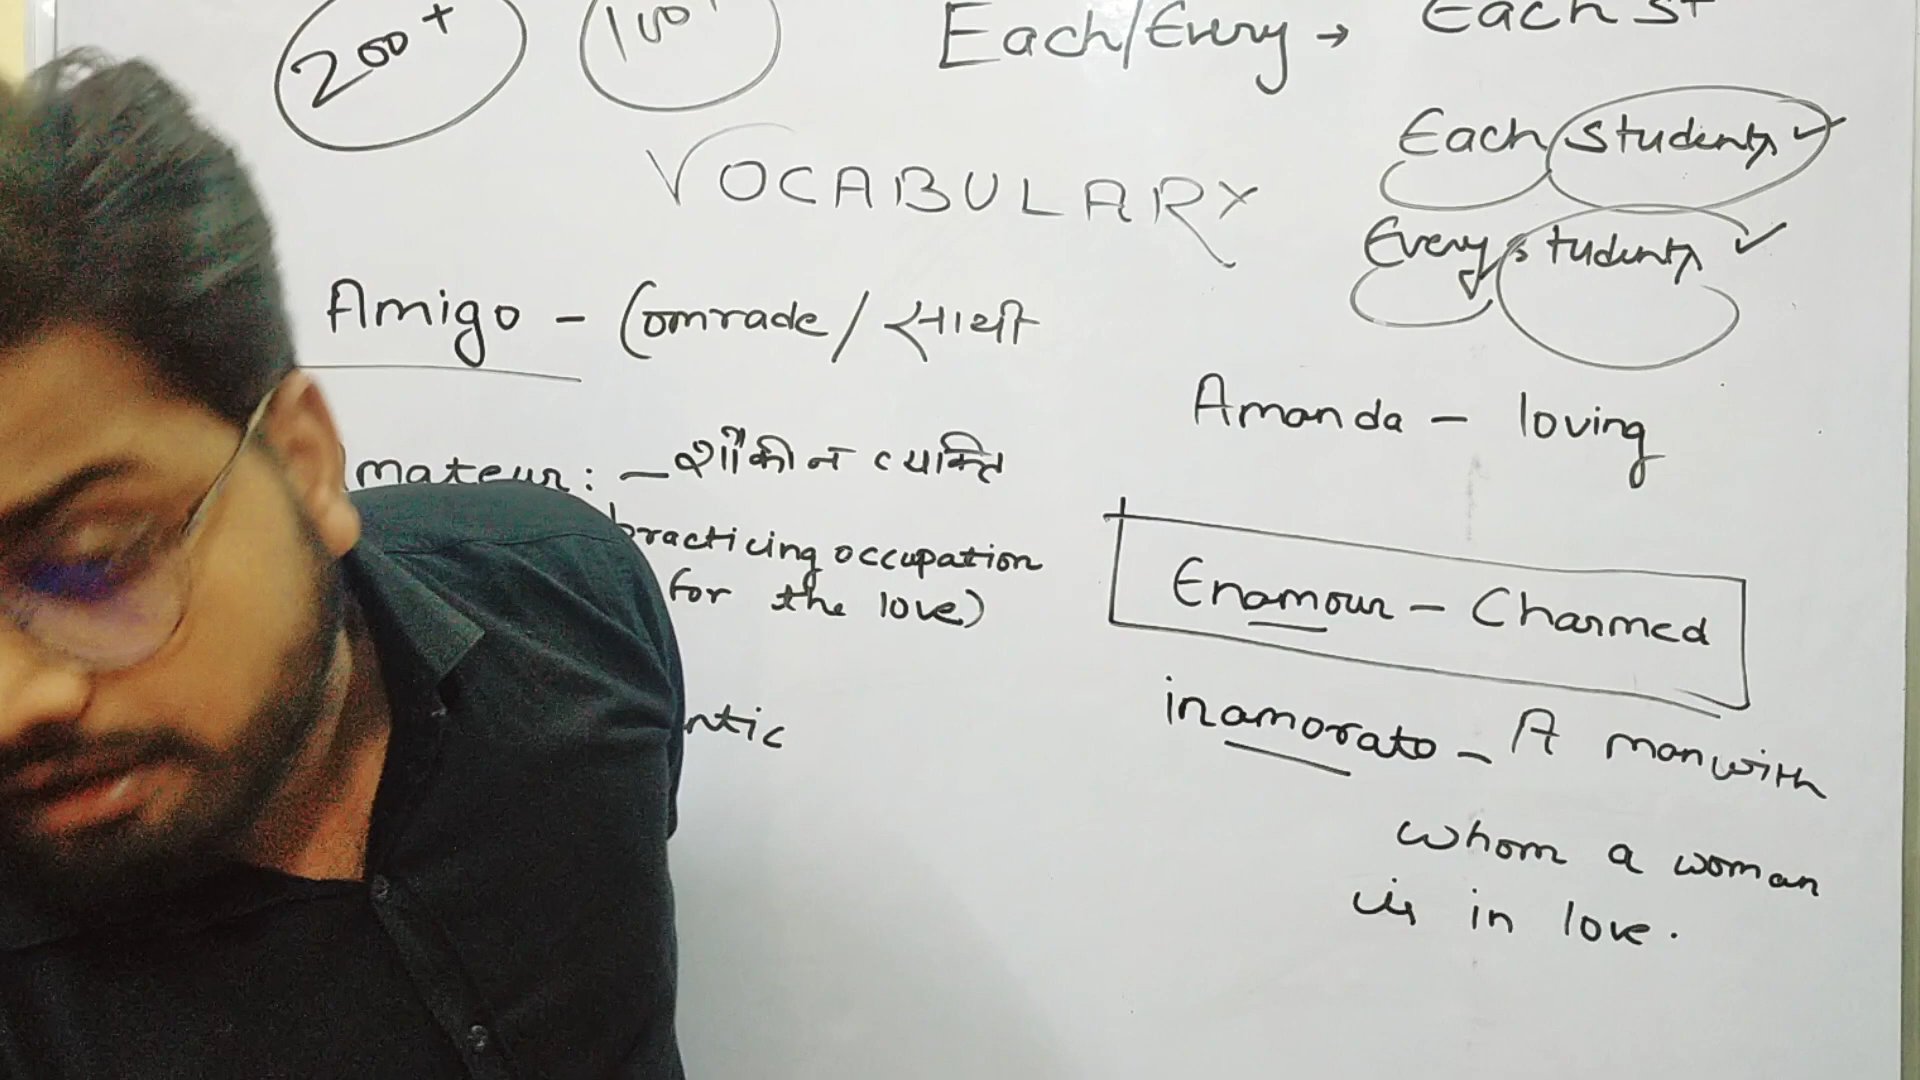 200+
100+
Each/Every → Each st
Each students ✓
Every students ✓
VOCABULARY
Amigo - Comrade / साथी
mateur: - शौकीन व्यक्ति
practicing occupation
for the love)
ntic
Amanda - loving
Enamour - Charmed
inamorato - A man with
whom a woman
is in love.